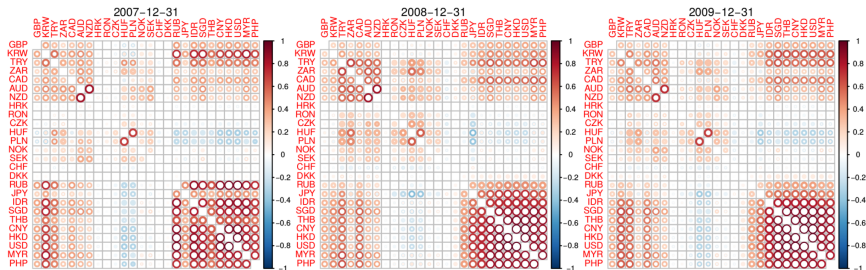 2007-12-31
GBP KRW TRY ZAR CAD AUD NZD HRK RON CZK HUF PLN NOK SEK CHF DKK RUB JPY IDR SGD THB CNY HKD USD MYR PHP
GBP
KRW
TRY
ZAR
CAD
AUD
NZD
HRK
RON
CZK
HUF
PLN
NOK
SEK
CHF
DKK
RUB
JPY
IDR
SGD
THB
CNY
HKD
USD
MYR
PHP
1
0.8
0.6
0.4
0.2
0
-0.2
-0.4
-0.6
-0.8
-1
2008-12-31
GBP KRW TRY ZAR CAD AUD NZD HRK RON CZK HUF PLN NOK SEK CHF DKK RUB JPY IDR SGD THB CNY HKD USD MYR PHP
GBP
KRW
TRY
ZAR
CAD
AUD
NZD
HRK
RON
CZK
HUF
PLN
NOK
SEK
CHF
DKK
RUB
JPY
IDR
SGD
THB
CNY
HKD
USD
MYR
PHP
1
0.8
0.6
0.4
0.2
0
-0.2
-0.4
-0.6
-0.8
-1
2009-12-31
GBP KRW TRY ZAR CAD AUD NZD HRK RON CZK HUF PLN NOK SEK CHF DKK RUB JPY IDR SGD THB CNY HKD USD MYR PHP
GBP
KRW
TRY
ZAR
CAD
AUD
NZD
HRK
RON
CZK
HUF
PLN
NOK
SEK
CHF
DKK
RUB
JPY
IDR
SGD
THB
CNY
HKD
USD
MYR
PHP
1
0.8
0.6
0.4
0.2
0
-0.2
-0.4
-0.6
-0.8
-1